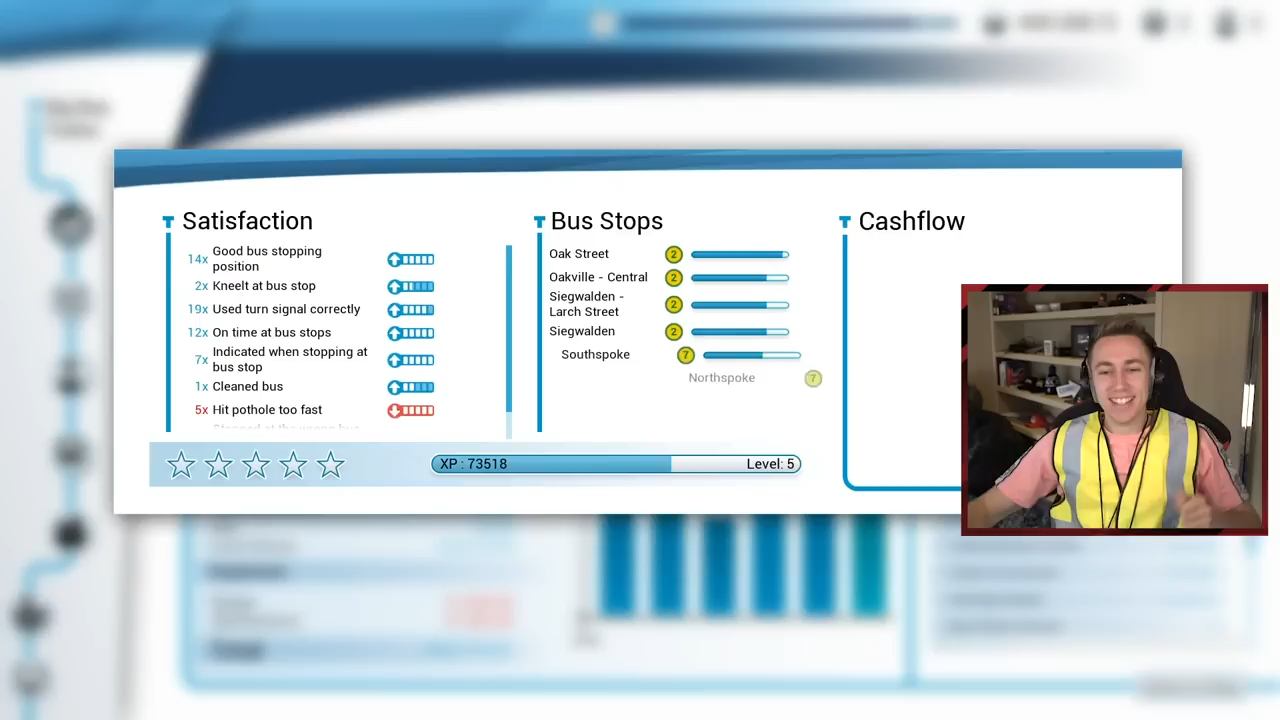 Satisfaction
14x Good bus stopping
position
2x Kneelt at bus stop
19x Used turn signal correctly
12x On time at bus stops
7x Indicated when stopping at
bus stop
1x Cleaned bus
5x Hit pothole too fast
XP : 73518 Level: 5
Bus Stops
Oak Street 2
Oakville - Central 2
Siegwalden -
Larch Street 2
Siegwalden 2
Southspoke 7
Northspoke 7
Cashflow